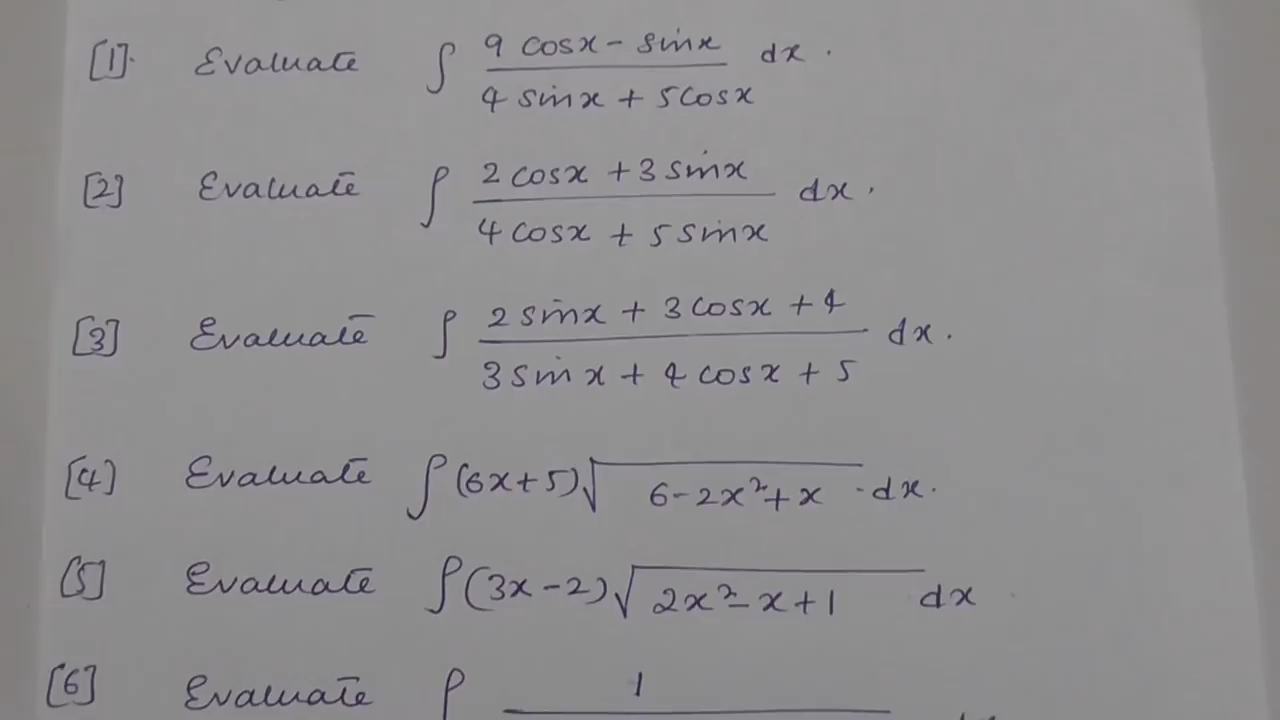 [1]. Evaluate ∫ (9 cosx - sinx)/(4 sinx + 5 cosx) dx.
[2] Evaluate ∫ (2 cosx + 3 sinx)/(4 cosx + 5 sinx) dx.
[3] Evaluate ∫ (2 sinx + 3 cosx + 4)/(3 sinx + 4 cosx + 5) dx.
[4] Evaluate ∫(6x+5)√(6-2x²+x) · dx.
[5] Evaluate ∫(3x-2)√(2x²-x+1) dx
[6] Evaluate ∫ 1